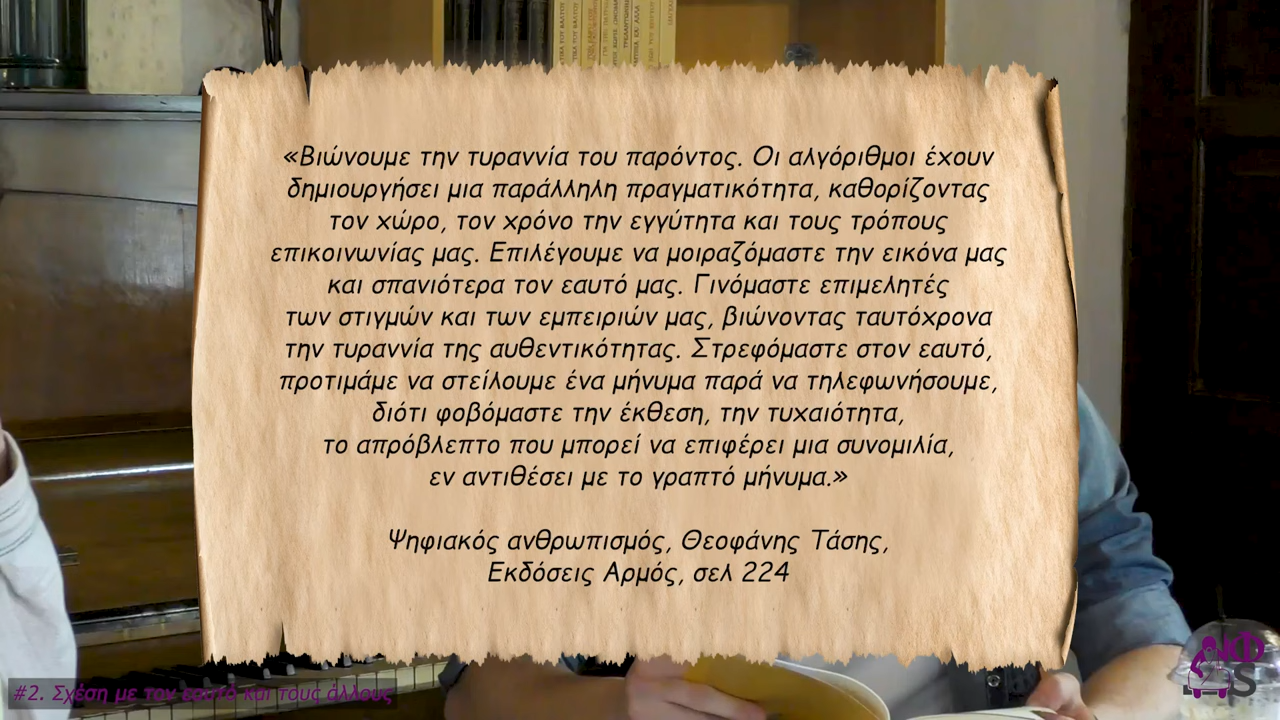 «Βιώνουμε την τυραννία του παρόντος. Οι αλγόριθμοι έχουν
δημιουργήσει μια παράλληλη πραγματικότητα, καθορίζοντας
τον χώρο, τον χρόνο την εγγύτητα και τους τρόπους
επικοινωνίας μας. Επιλέγουμε να μοιραζόμαστε την εικόνα μας
και σπανιότερα τον εαυτό μας. Γινόμαστε επιμελητές
των στιγμών και των εμπειριών μας, βιώνοντας ταυτόχρονα
την τυραννία της αυθεντικότητας. Στρεφόμαστε στον εαυτό,
προτιμάμε να στείλουμε ένα μήνυμα παρά να τηλεφωνήσουμε,
διότι φοβόμαστε την έκθεση, την τυχαιότητα,
το απρόβλεπτο που μπορεί να επιφέρει μια συνομιλία,
εν αντιθέσει με το γραπτό μήνυμα.»
Ψηφιακός ανθρωπισμός, Θεοφάνης Τάσης,
Εκδόσεις Αρμός, σελ 224
#2. Σχέση με τον εαυτό και τους άλλους